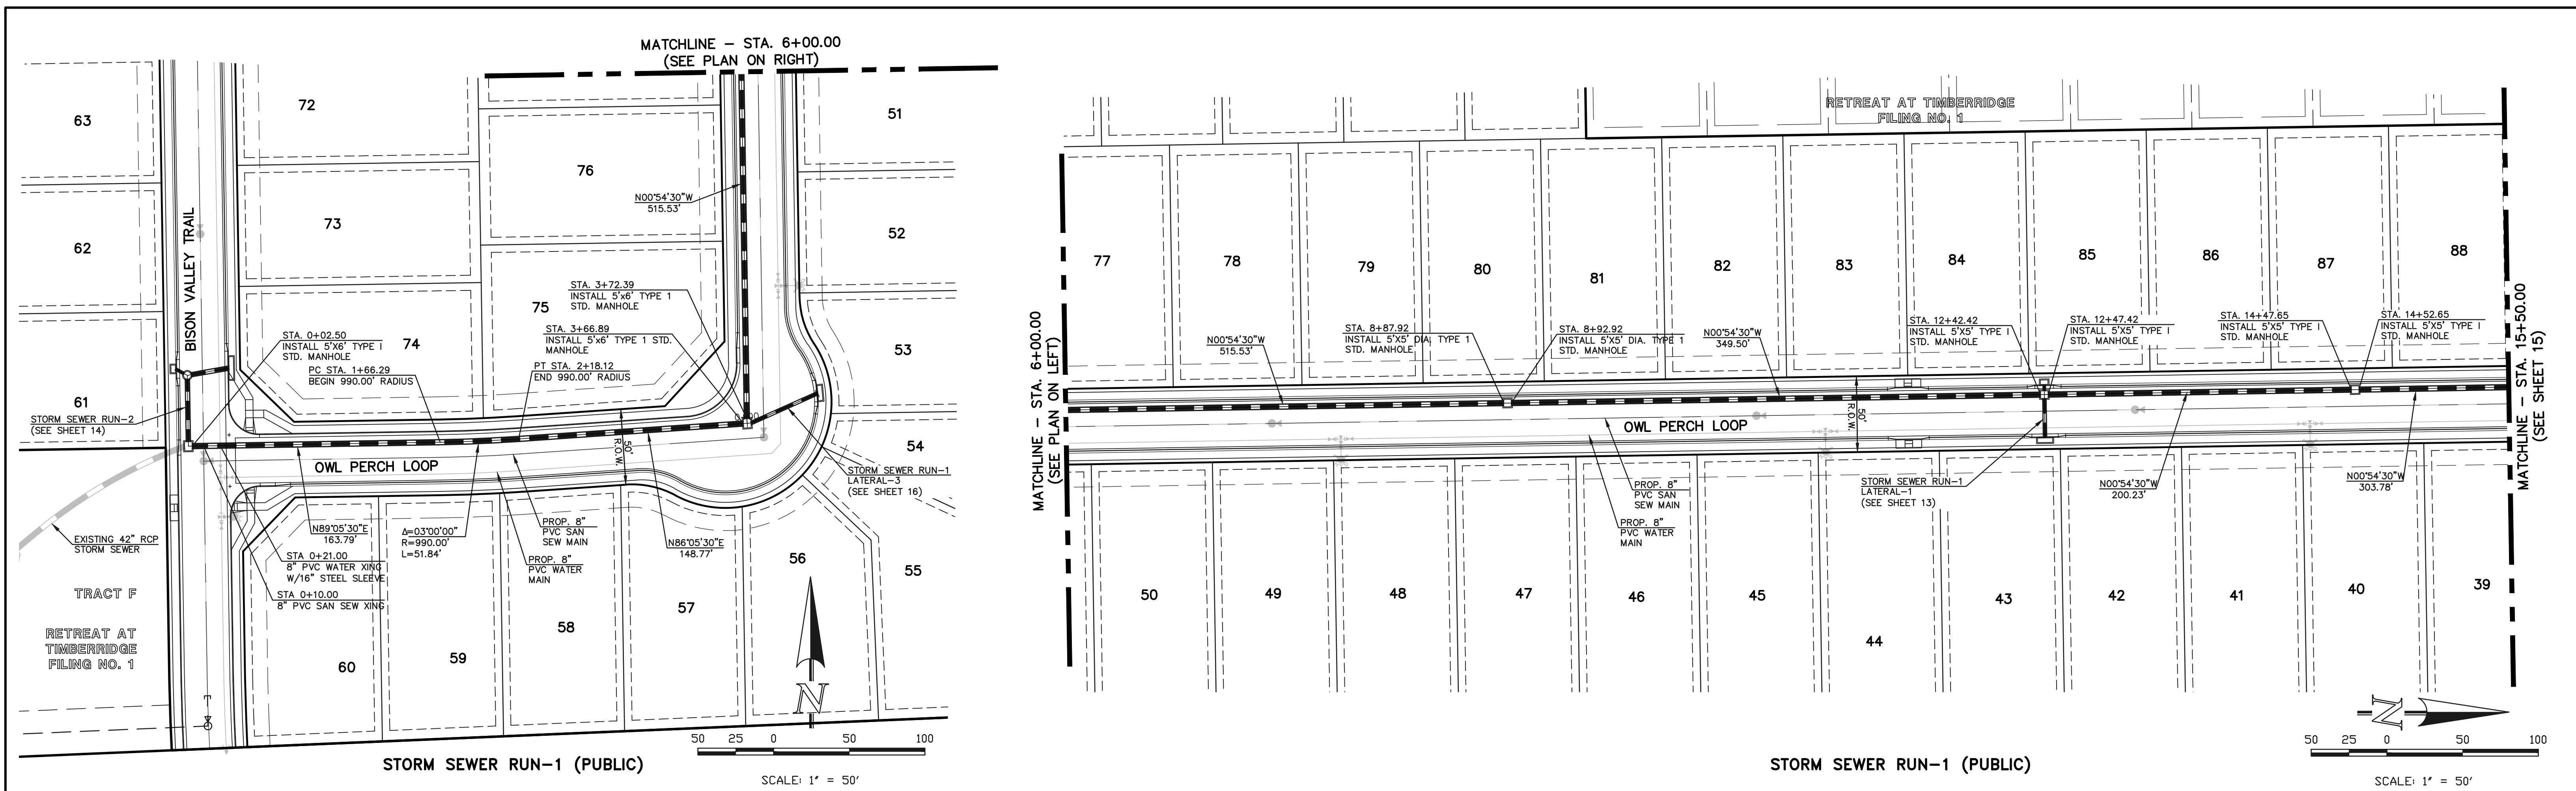 MATCHLINE – STA. 6+00.00
(SEE PLAN ON RIGHT)
63
72
51
76
BISON VALLEY TRAIL
N00°54'30"W
515.53'
62
73
52
STA. 3+72.39
INSTALL 5'x6' TYPE 1
STD. MANHOLE
75
STA. 0+02.50
INSTALL 5'X6' TYPE I
STD. MANHOLE
74
STA. 3+66.89
INSTALL 5'x6' TYPE 1 STD.
MANHOLE
53
PC STA. 1+66.29
BEGIN 990.00' RADIUS
PT STA. 2+18.12
END 990.00' RADIUS
61
STORM SEWER RUN–2
(SEE SHEET 14)
50'
R.O.W.
54
OWL PERCH LOOP
STORM SEWER RUN–1
LATERAL–3
(SEE SHEET 16)
EXISTING 42" RCP
STORM SEWER
N89°05'30"E
163.79'
Δ=03°00'00"
R=990.00'
L=51.84'
PROP. 8"
PVC SAN
SEW MAIN
N86°05'30"E
148.77'
STA 0+21.00
8" PVC WATER XING
W/16" STEEL SLEEVE
PROP. 8"
PVC WATER
MAIN
56
55
TRACT F
STA 0+10.00
8" PVC SAN SEW XING
57
RETREAT AT
TIMBERRIDGE
FILING NO. 1
58
59
60
N
50 25 0 50 100
STORM SEWER RUN–1 (PUBLIC)
SCALE: 1" = 50'
RETREAT AT TIMBERRIDGE
FILING NO. 1
77
78
79
80
81
82
83
84
85
86
87
88
MATCHLINE – STA. 6+00.00
(SEE PLAN ON LEFT)
N00°54'30"W
515.53'
STA. 8+87.92
INSTALL 5'X5' DIA. TYPE 1
STD. MANHOLE
STA. 8+92.92
INSTALL 5'X5' DIA. TYPE 1
STD. MANHOLE
N00°54'30"W
349.50'
STA. 12+42.42
INSTALL 5'X5' TYPE I
STD. MANHOLE
STA. 12+47.42
INSTALL 5'X5' TYPE I
STD. MANHOLE
STA. 14+47.65
INSTALL 5'X5' TYPE I
STD. MANHOLE
STA. 14+52.65
INSTALL 5'X5' TYPE I
STD. MANHOLE
MATCHLINE – STA. 15+50.00
(SEE SHEET 15)
50'
R.O.W.
OWL PERCH LOOP
PROP. 8"
PVC SAN
SEW MAIN
PROP. 8"
PVC WATER
MAIN
STORM SEWER RUN–1
LATERAL–1
(SEE SHEET 13)
N00°54'30"W
200.23'
N00°54'30"W
303.78'
50
49
48
47
46
45
44
43
42
41
40
39
N
50 25 0 50 100
STORM SEWER RUN–1 (PUBLIC)
SCALE: 1" = 50'